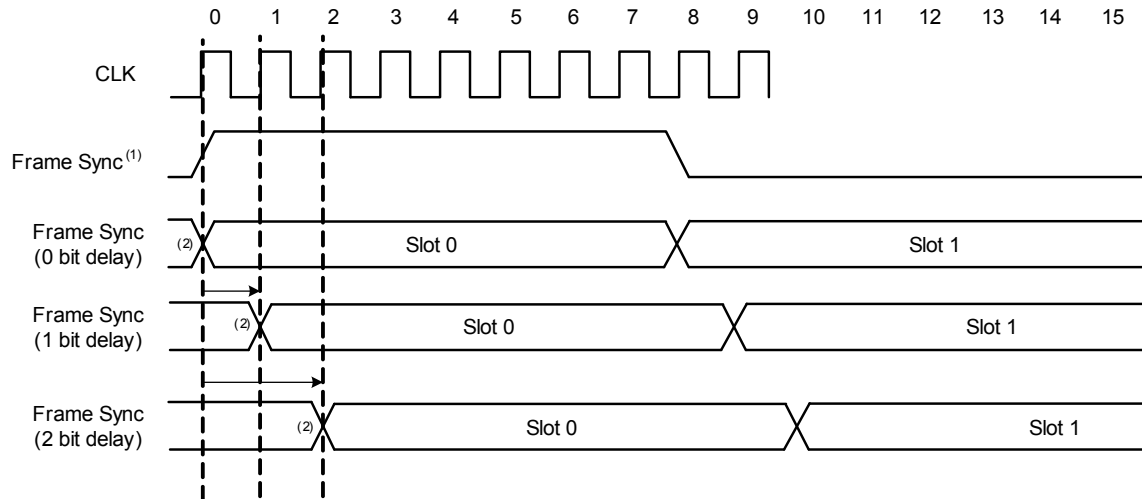 0 1 2 3 4 5 6 7 8 9 10 11 12 13 14 15
CLK
Frame Sync(1)
Frame Sync
(0 bit delay)
(2)
Slot 0
Slot 1
Frame Sync
(1 bit delay)
(2)
Slot 0
Slot 1
Frame Sync
(2 bit delay)
(2)
Slot 0
Slot 1